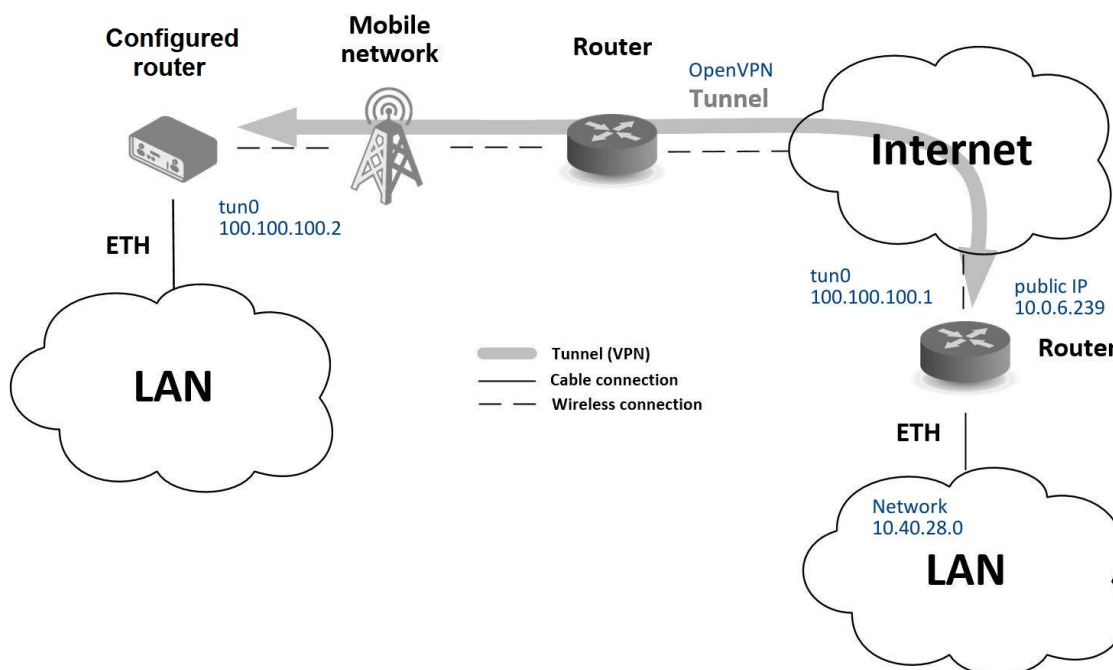 Configured
router
Mobile
network
Router
OpenVPN
Tunnel
Internet
tun0
100.100.100.2
ETH
tun0
100.100.100.1
public IP
10.0.6.239
Router
LAN
Tunnel (VPN)
Cable connection
Wireless connection
ETH
Network
10.40.28.0
LAN